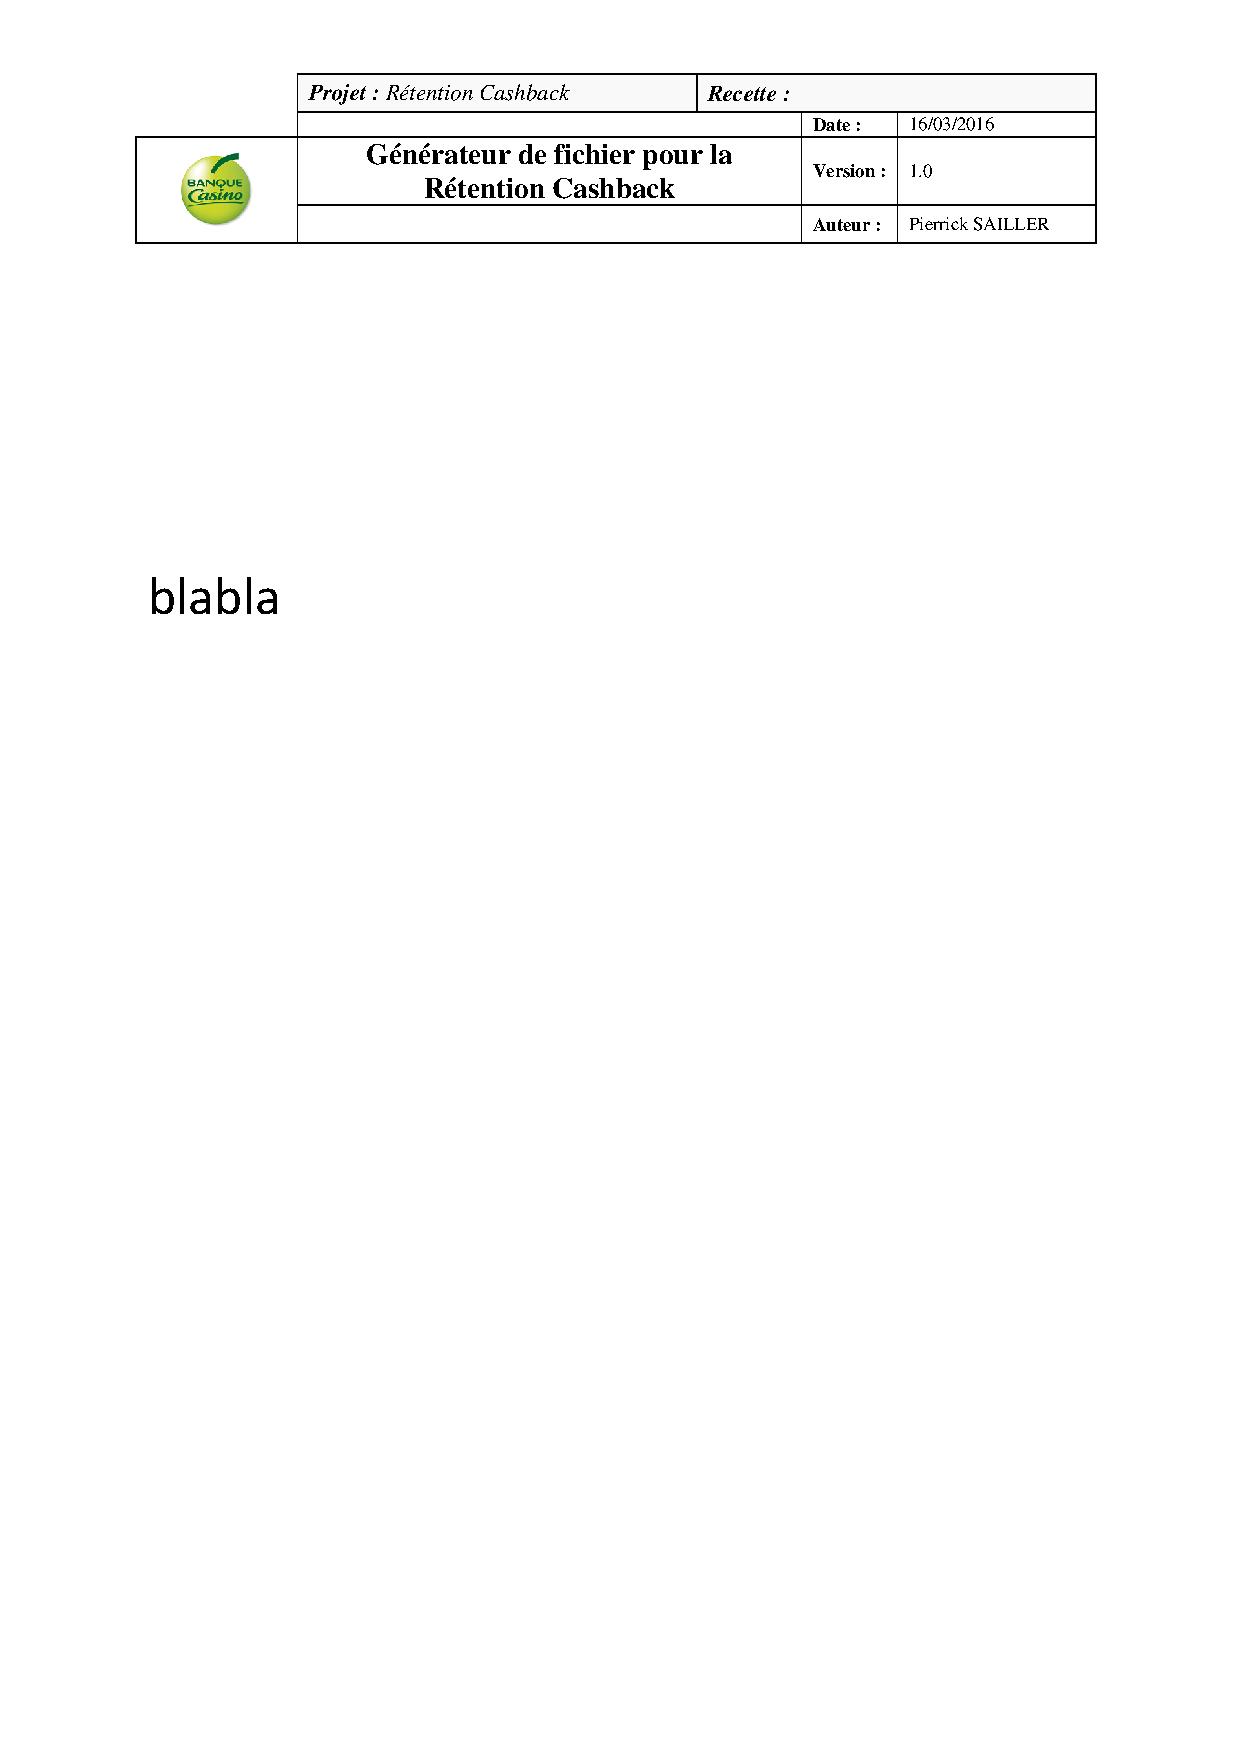 Projet : Rétention Cashback
Recette :
Date : 16/03/2016
BANQUE
Casino
Générateur de fichier pour la
Rétention Cashback
Version : 1.0
Auteur : Pierrick SAILLER
blabla